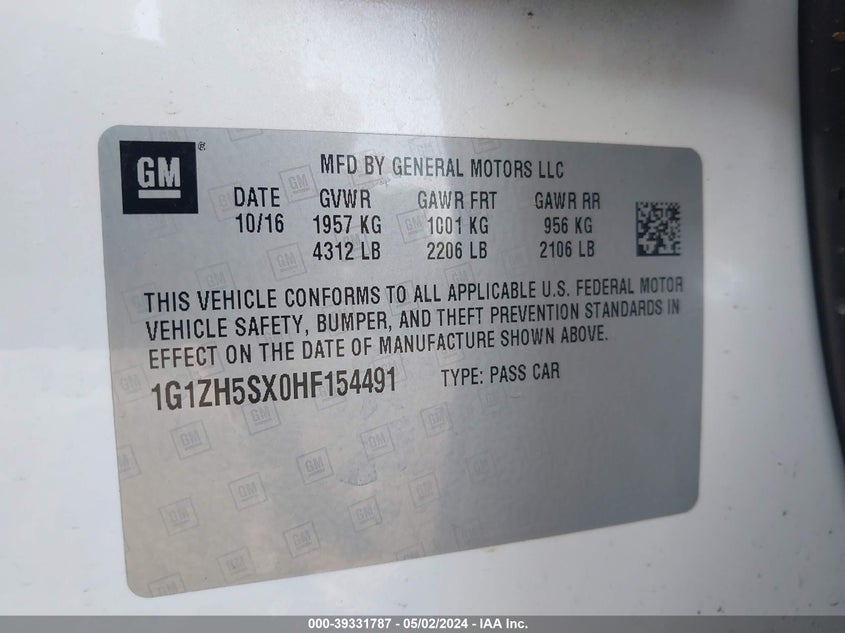 GM ®
MFD BY GENERAL MOTORS LLC
DATE GVWR GAWR FRT GAWR RR
10/16 1957 KG 1001 KG 956 KG
4312 LB 2206 LB 2106 LB
THIS VEHICLE CONFORMS TO ALL APPLICABLE U.S. FEDERAL MOTOR
VEHICLE SAFETY, BUMPER, AND THEFT PREVENTION STANDARDS IN
EFFECT ON THE DATE OF MANUFACTURE SHOWN ABOVE.
1G1ZH5SX0HF154491 TYPE: PASS CAR
000-39331787 - 05/02/2024 - IAA Inc.